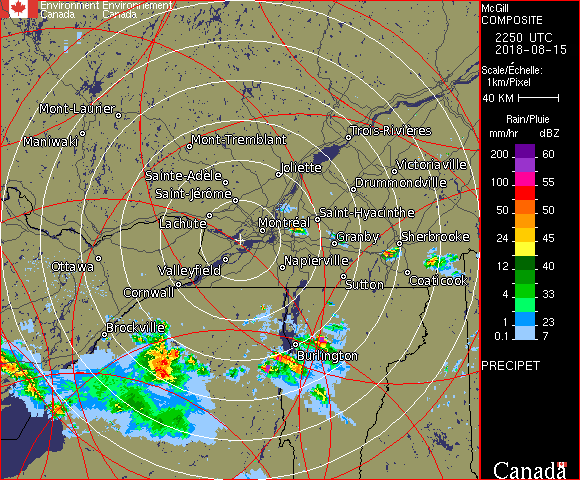 Environment Environnement
Canada Canada
McGill
COMPOSITE
2250 UTC
2018-08-15
Scale/Échelle:
1km/Pixel
40 KM
Rain/Pluie
mm/hr dBZ
200 60
55
100 55
50 50
24 45
12 40
4 33
2 28
1 23
0.1 7
PRECIPET
Canada
Mont-Laurier
Maniwaki
Mont-Tremblant
Trois-Rivières
Joliette
Victoriaville
Sainte-Adèle
Drummondville
Saint-Jérôme
Saint-Hyacinthe
Lachute
Montréal
Granby
Sherbrooke
Ottawa
Valleyfield
Napierville
Cornwall
Sutton
Coaticook
Brockville
Burlington